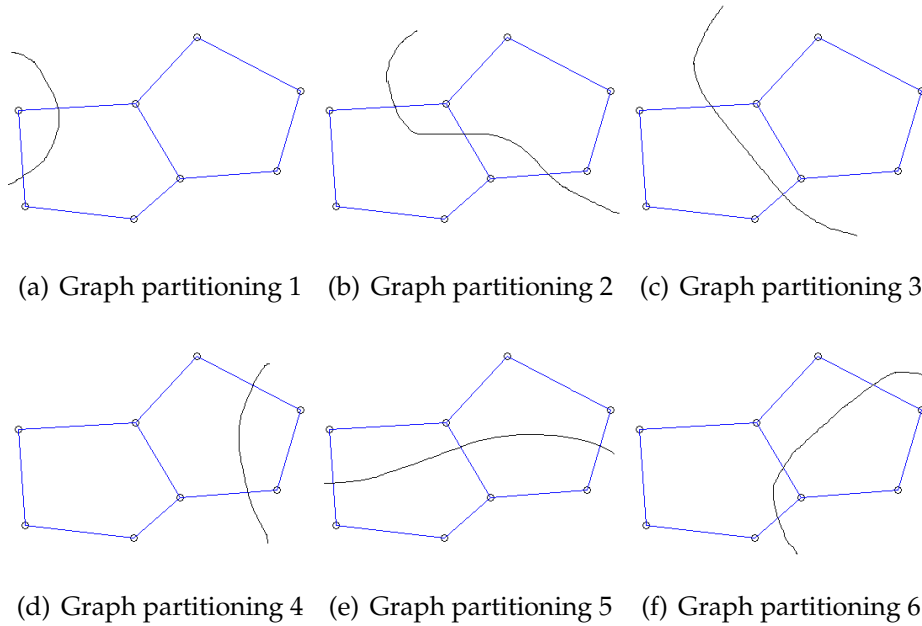 (a) Graph partitioning 1 (b) Graph partitioning 2 (c) Graph partitioning 3
(d) Graph partitioning 4 (e) Graph partitioning 5 (f) Graph partitioning 6